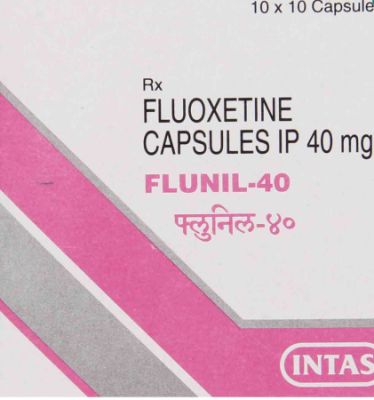 10 x 10 Capsule
Rx
FLUOXETINE
CAPSULES IP 40 mg
FLUNIL-40
फ्लुनिल-४०
INTAS